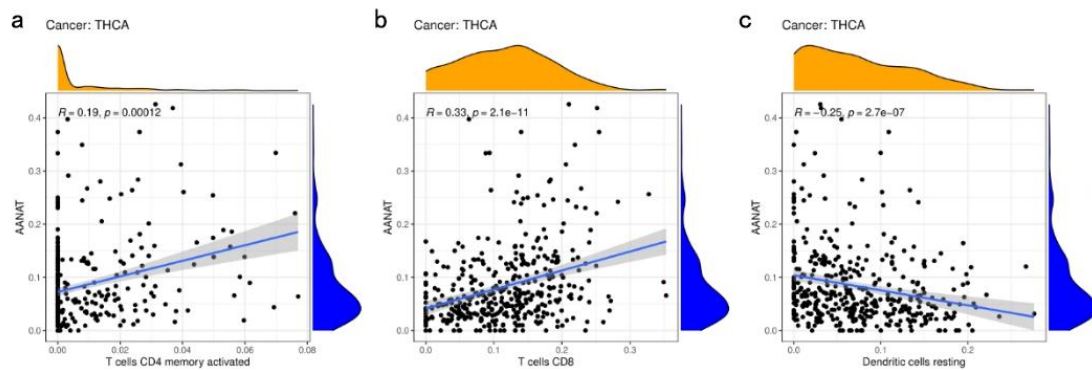 a
Cancer: THCA
R = 0.19, p = 0.00012
AANAT
0.4
0.3
0.2
0.1
0.0
0.00
0.02
0.04
0.06
0.08
T cells CD4 memory activated
b
Cancer: THCA
R = 0.33, p = 2.1e-11
AANAT
0.4
0.3
0.2
0.1
0.0
0.0
0.1
0.2
0.3
T cells CD8
c
Cancer: THCA
R = -0.25, p = 2.7e-07
AANAT
0.4
0.3
0.2
0.1
0.0
0.0
0.1
0.2
Dendritic cells resting